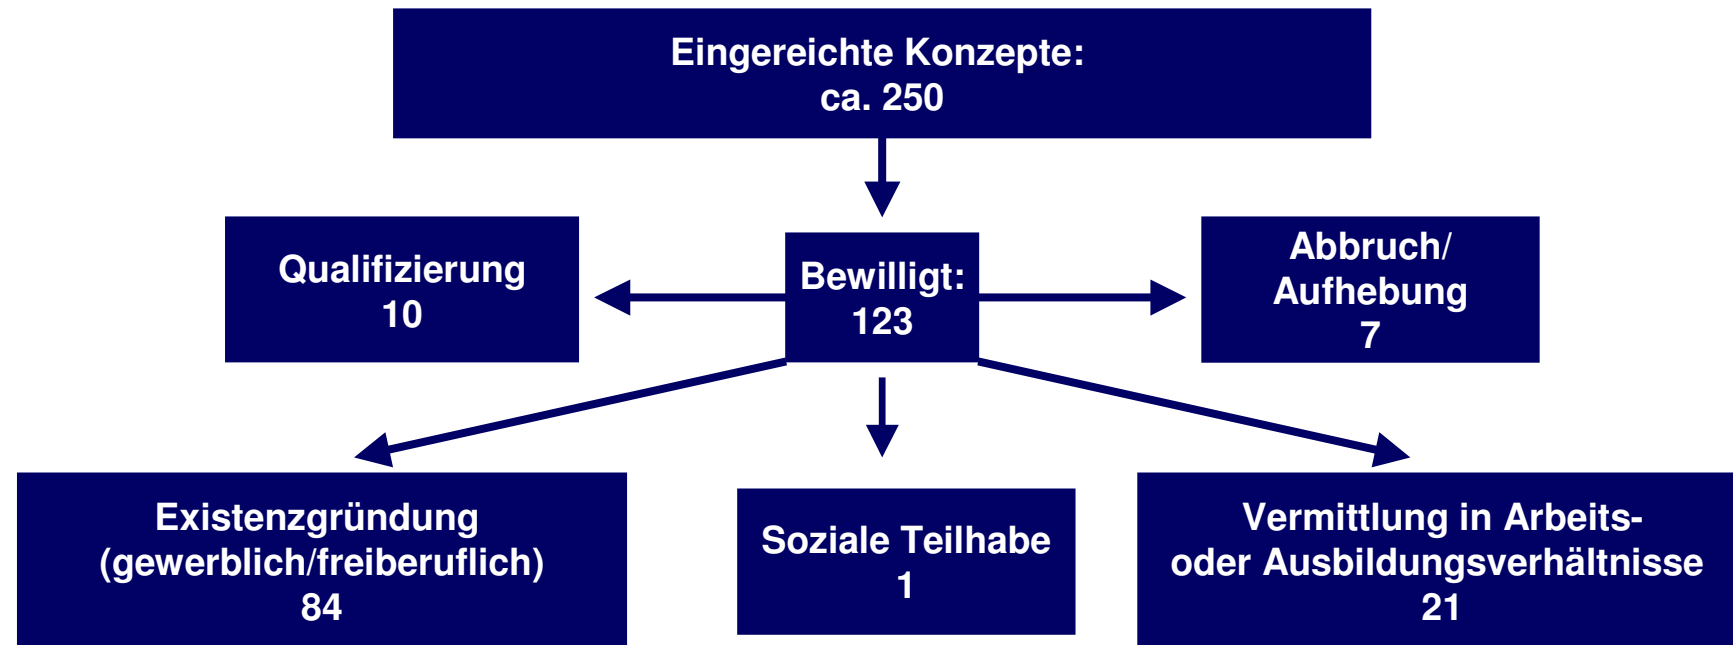 Eingereichte Konzepte:
ca. 250
Qualifizierung
10
Bewilligt:
123
Abbruch/
Aufhebung
7
Existenzgründung
(gewerblich/freiberuflich)
84
Soziale Teilhabe
1
Vermittlung in Arbeits-
oder Ausbildungsverhältnisse
21